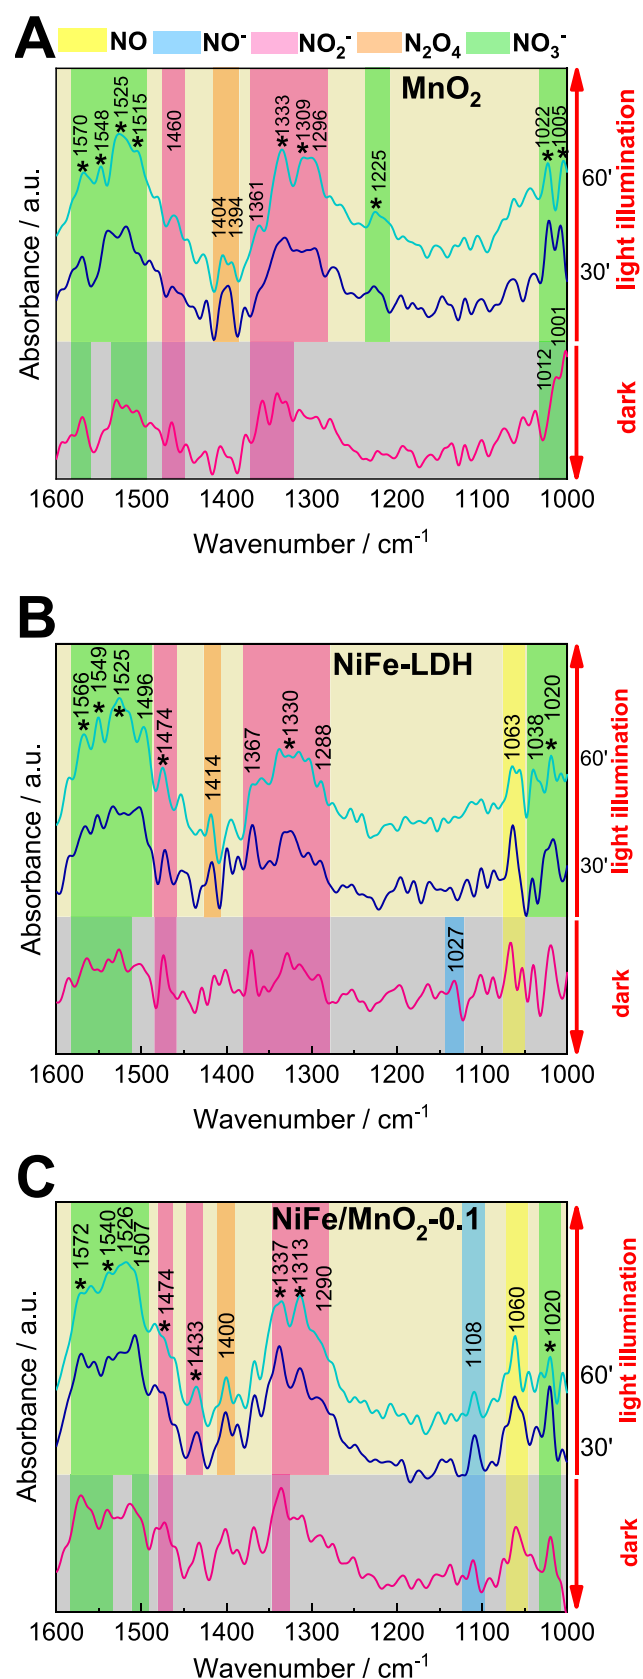 A
NO NO⁻ NO₂⁻ N₂O₄ NO₃⁻
MnO₂
*1570
*1548
*1525
*1515
1460
1404
1394
1361
*1333
*1309
1296
*1225
*1022
*1005
1012
1001
60'
30'
light illumination
dark
Absorbance / a.u.
1600 1500 1400 1300 1200 1100 1000
Wavenumber / cm⁻¹
B
NiFe-LDH
*1566
*1549
*1525
1496
*1474
1414
1367
*1330
1288
1063
1038
*1020
1027
60'
30'
light illumination
dark
Absorbance / a.u.
1600 1500 1400 1300 1200 1100 1000
Wavenumber / cm⁻¹
C
NiFe/MnO₂-0.1
*1572
*1540
1526
1507
*1474
*1433
1400
*1337
*1313
1290
1108
1060
*1020
60'
30'
light illumination
dark
Absorbance / a.u.
1600 1500 1400 1300 1200 1100 1000
Wavenumber / cm⁻¹